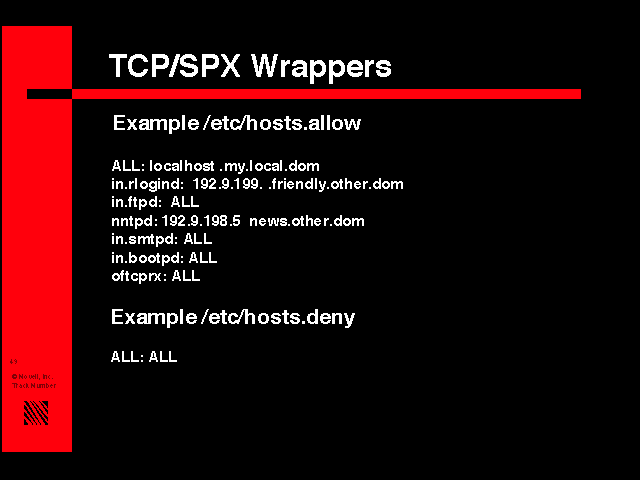 TCP/SPX Wrappers
Example /etc/hosts.allow
ALL: localhost .my.local.dom
in.rlogind: 192.9.199. .friendly.other.dom
in.ftpd: ALL
nntpd: 192.9.198.5 news.other.dom
in.smtpd: ALL
in.bootpd: ALL
oftcprx: ALL
Example /etc/hosts.deny
ALL: ALL
© Novell, Inc.
Track Number